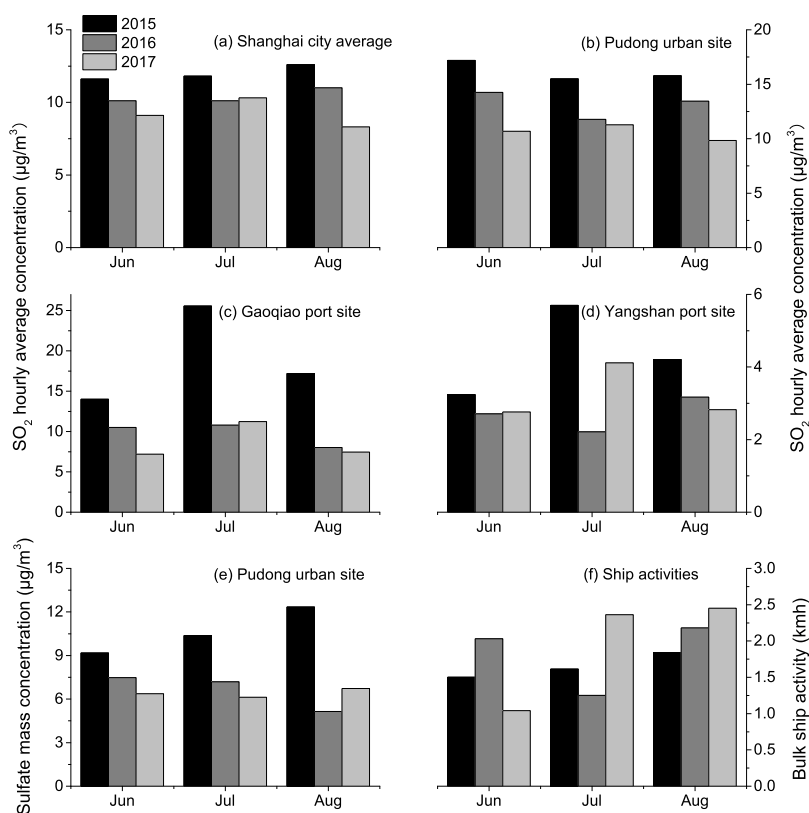 2015
2016
2017
(a) Shanghai city average
15
10
5
0
Jun Jul Aug
(b) Pudong urban site
20
15
10
5
0
Jun Jul Aug
SO₂ hourly average concentration (μg/m³)
(c) Gaoqiao port site
25
20
15
10
5
0
Jun Jul Aug
(d) Yangshan port site
6
4
2
0
Jun Jul Aug
SO₂ hourly average concentration (μg/m³)
Sulfate mass concentration (μg/m³)
(e) Pudong urban site
15
12
9
6
3
0
Jun Jul Aug
(f) Ship activities
3.0
2.5
2.0
1.5
1.0
0.5
0.0
Jun Jul Aug
Bulk ship activity (kmh)